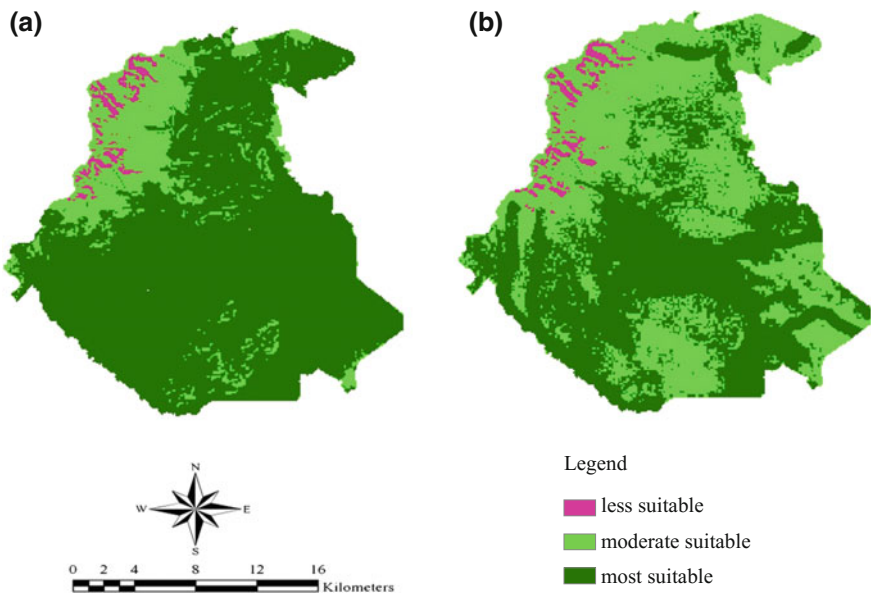 (a)
(b)
N
W E
S
0 2 4 8 12 16
Kilometers
Legend
less suitable
moderate suitable
most suitable